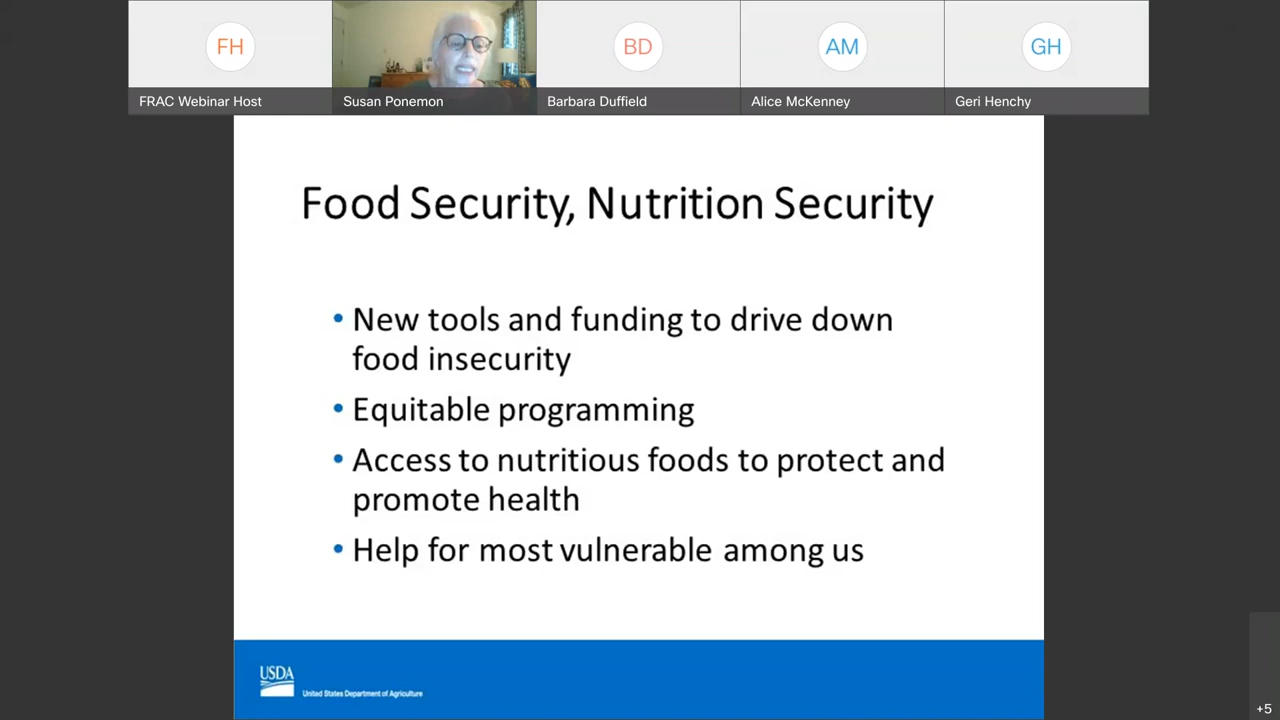 FH
BD
AM
GH
FRAC Webinar Host
Susan Ponemon
Barbara Duffield
Alice McKenney
Geri Henchy
Food Security, Nutrition Security
• New tools and funding to drive down
food insecurity
• Equitable programming
• Access to nutritious foods to protect and
promote health
• Help for most vulnerable among us
USDA
United States Department of Agriculture
+5